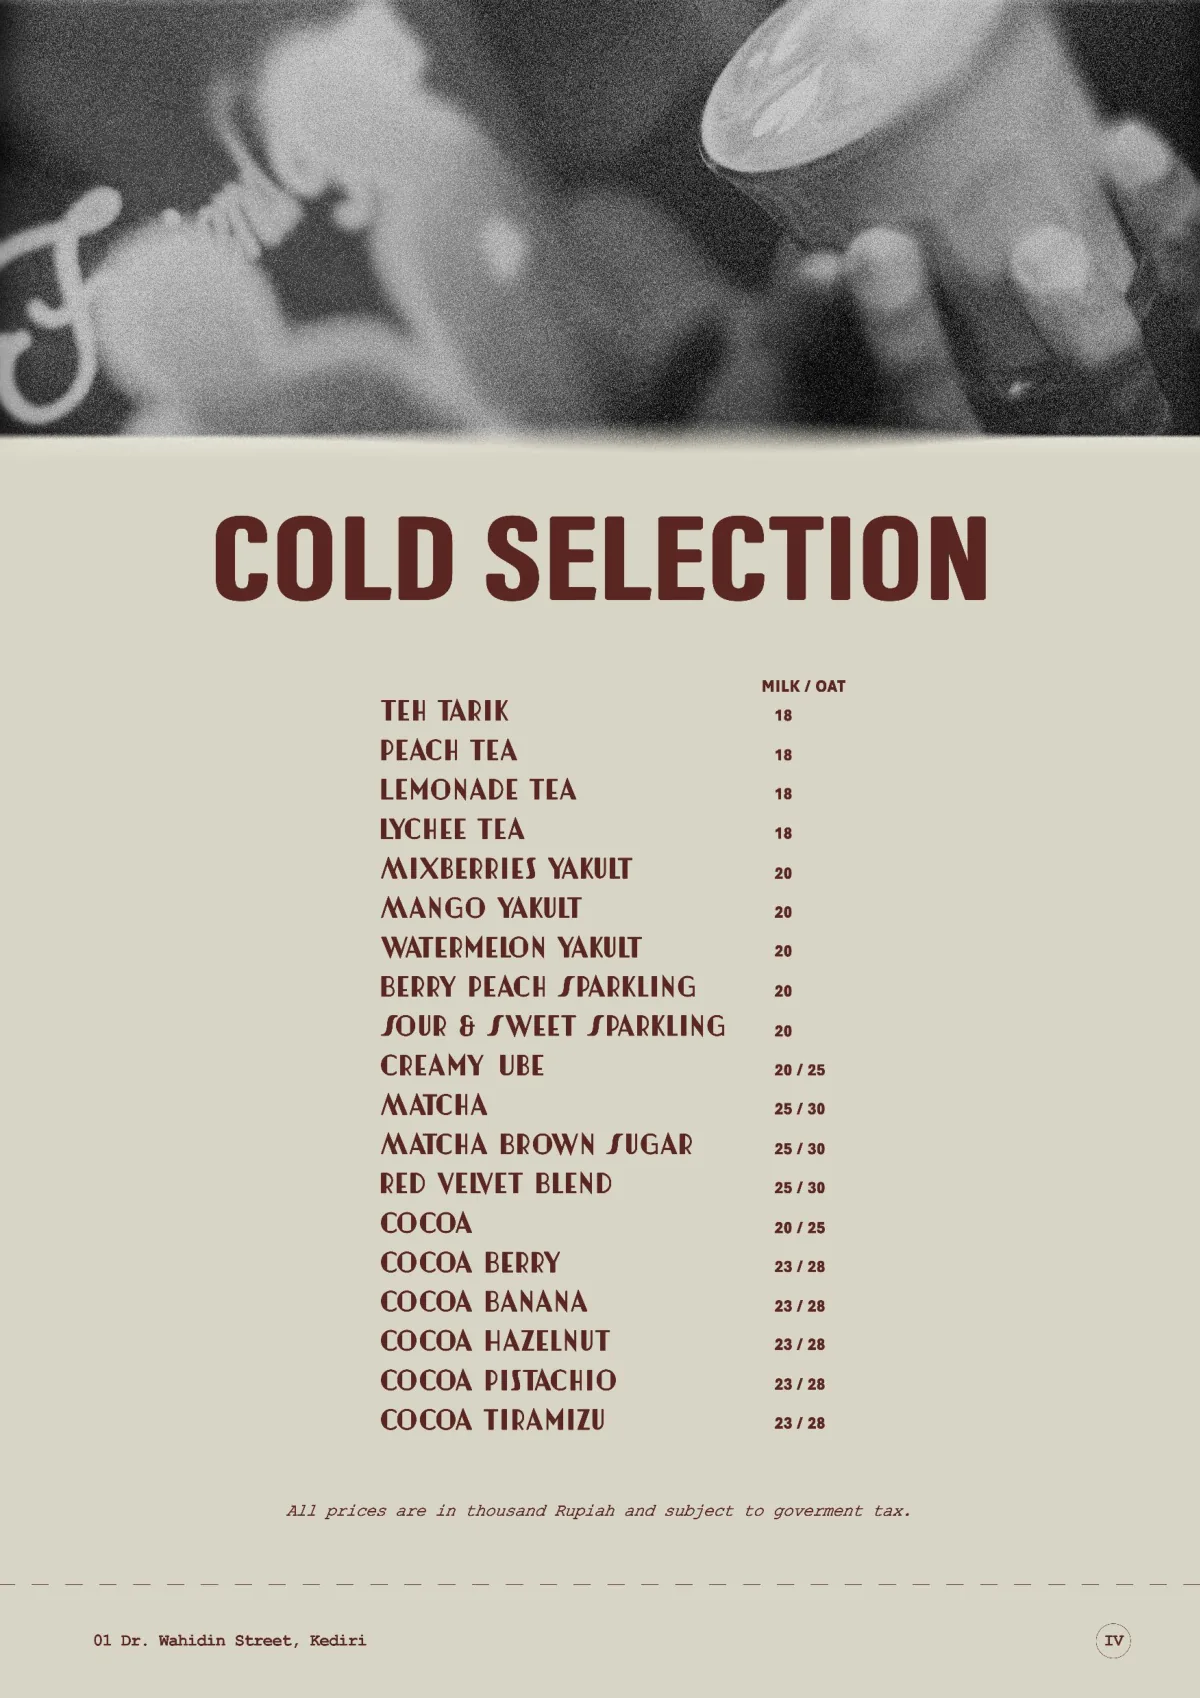 COLD SELECTION
MILK / OAT
TEH TARIK 18
PEACH TEA 18
LEMONADE TEA 18
LYCHEE TEA 18
MIXBERRIES YAKULT 20
MANGO YAKULT 20
WATERMELON YAKULT 20
BERRY PEACH SPARKLING 20
SOUR & SWEET SPARKLING 20
CREAMY UBE 20 / 25
MATCHA 25 / 30
MATCHA BROWN SUGAR 25 / 30
RED VELVET BLEND 25 / 30
COCOA 20 / 25
COCOA BERRY 23 / 28
COCOA BANANA 23 / 28
COCOA HAZELNUT 23 / 28
COCOA PISTACHIO 23 / 28
COCOA TIRAMIZU 23 / 28
All prices are in thousand Rupiah and subject to goverment tax.
01 Dr. Wahidin Street, Kediri
IV